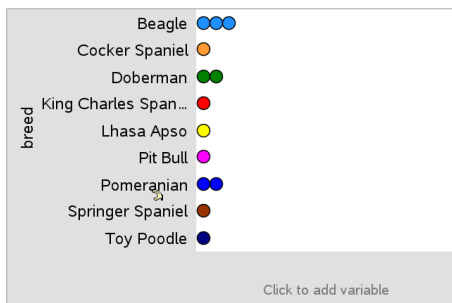 Beagle
Cocker Spaniel
Doberman
King Charles Span...
Lhasa Apso
Pit Bull
Pomeranian
Springer Spaniel
Toy Poodle
breed
Click to add variable